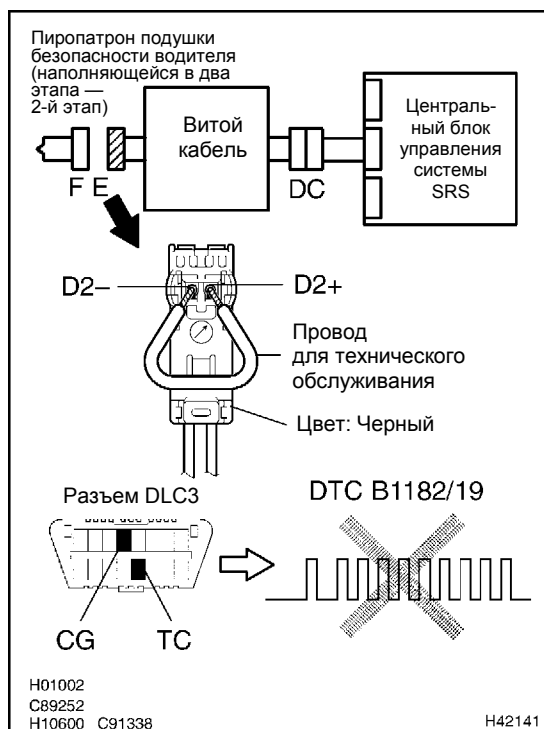 Пиропатрон подушки
безопасности водителя
(наполняющейся в два
этапа —
2-й этап)
Витой
кабель
Централь-
ный блок
управления
системы
SRS
F E
DC
D2–
D2+
Провод
для технического
обслуживания
Цвет: Черный
Разъем DLC3
DTC B1182/19
CG
TC
H01002
C89252
H10600 C91338
H42141